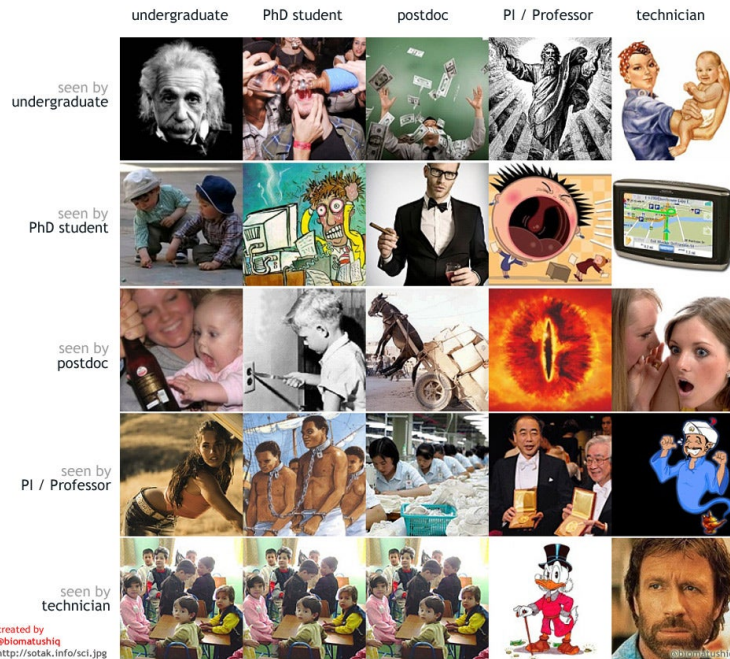 undergraduate PhD student postdoc PI / Professor technician
seen by
undergraduate
seen by
PhD student
seen by
postdoc
seen by
PI / Professor
seen by
technician
created by
@biomatushiq
http://sotak.info/sci.jpg
@biomatushiq